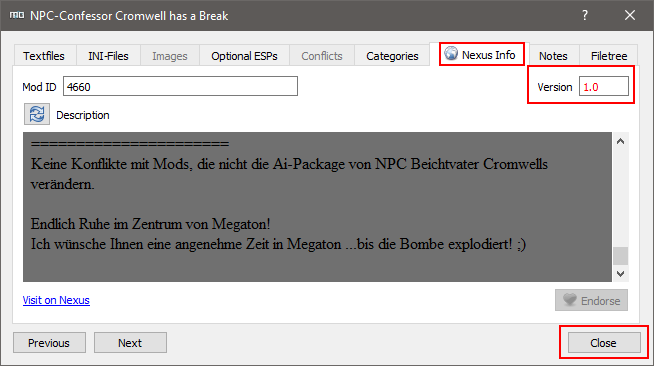 NPC-Confessor Cromwell has a Break
Textfiles INI-Files Images Optional ESPs Conflicts Categories Nexus Info Notes Filetree
Mod ID 4660 Version 1.0
Description
======================
Keine Konflikte mit Mods, die nicht die Ai-Package von NPC Beichtvater Cromwells
verändern.
Endlich Ruhe im Zentrum von Megaton!
Ich wünsche Ihnen eine angenehme Zeit in Megaton ...bis die Bombe explodiert! ;)
Visit on Nexus Endorse
Previous Next Close